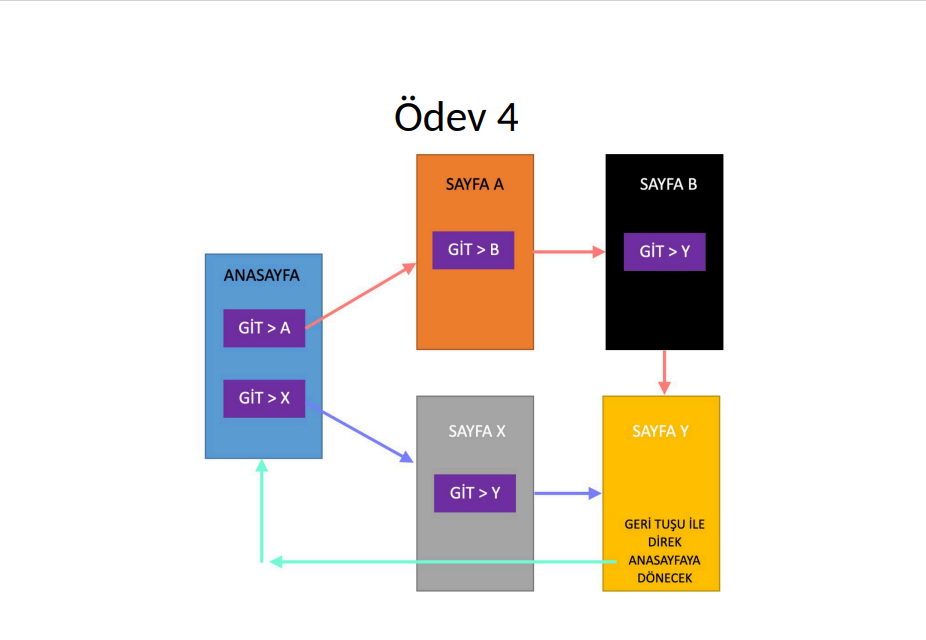 Ödev 4
SAYFA A
GİT > B
SAYFA B
GİT > Y
ANASAYFA
GİT > A
GİT > X
SAYFA X
GİT > Y
SAYFA Y
GERİ TUŞU İLE
DİREK
ANASAYFAYA
DÖNECEK